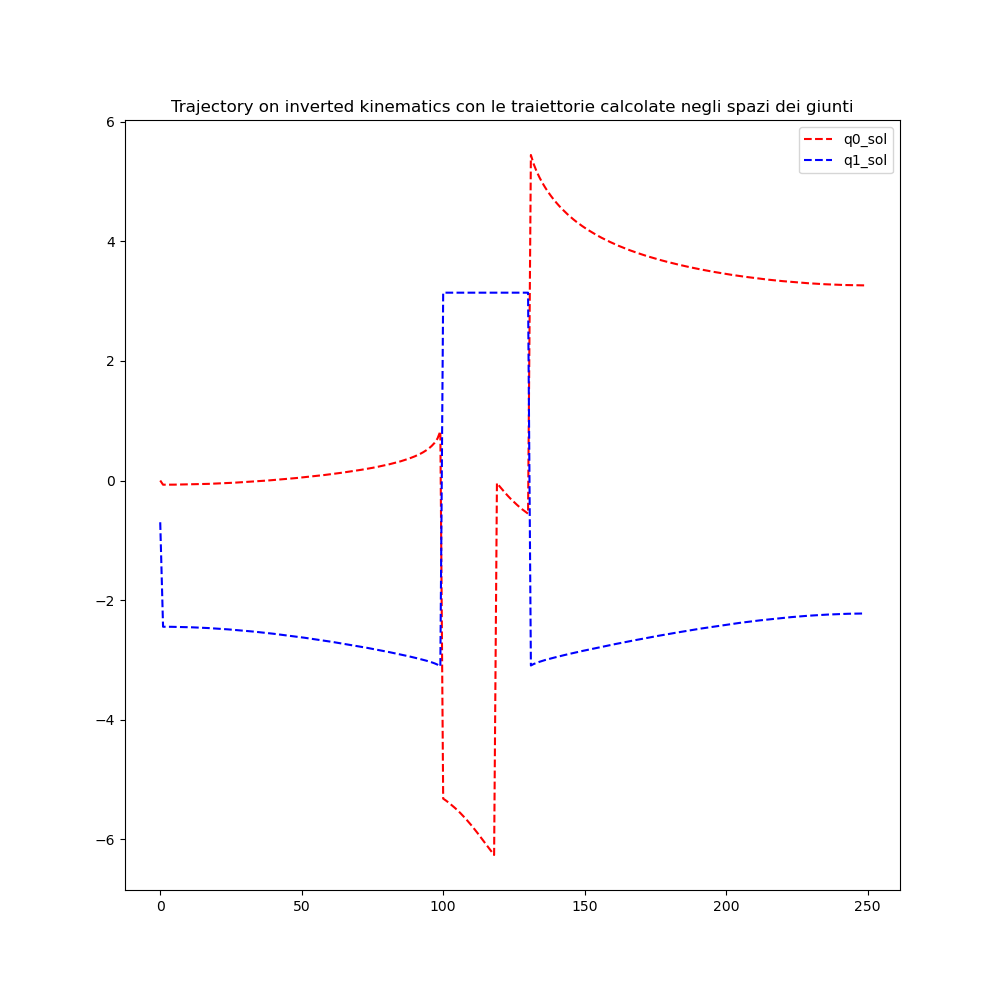 Trajectory on inverted kinematics con le traiettorie calcolate negli spazi dei giunti
q0_sol
q1_sol
6
4
2
0
−2
−4
−6
0 50 100 150 200 250